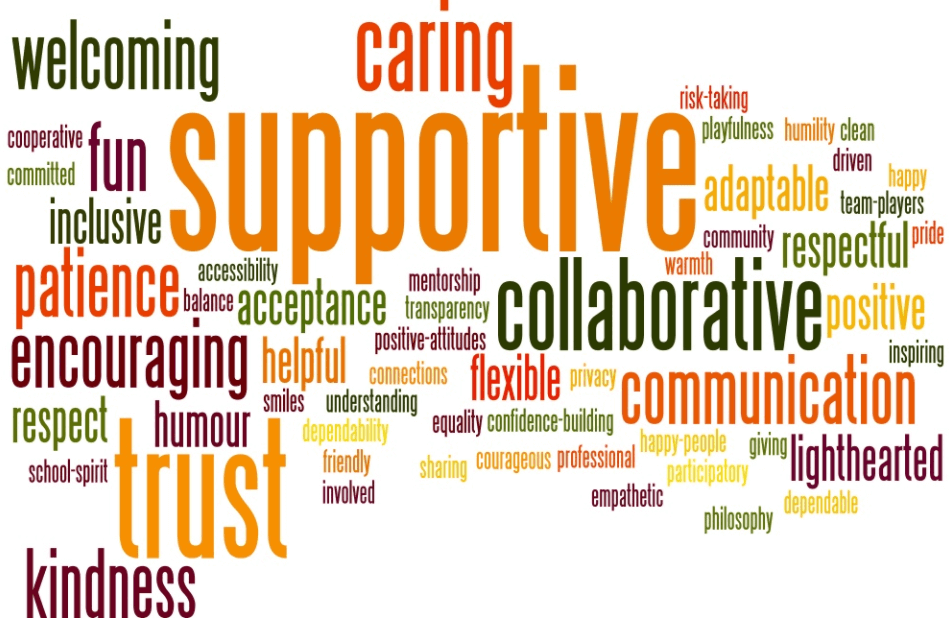 welcoming
caring
supportive
risk-taking
cooperative
fun
playfulness
humility
clean
committed
driven
adaptable
happy
team-players
inclusive
community
respectful
pride
warmth
patience
accessibility
balance
acceptance
mentorship
transparency
collaborative
positive
positive-attitudes
encouraging
helpful
inspiring
connections
flexible
privacy
communication
respect
humour
smiles
understanding
equality
confidence-building
dependability
happy-people
giving
lighthearted
trust
school-spirit
friendly
sharing
courageous
professional
participatory
involved
empathetic
dependable
philosophy
kindness